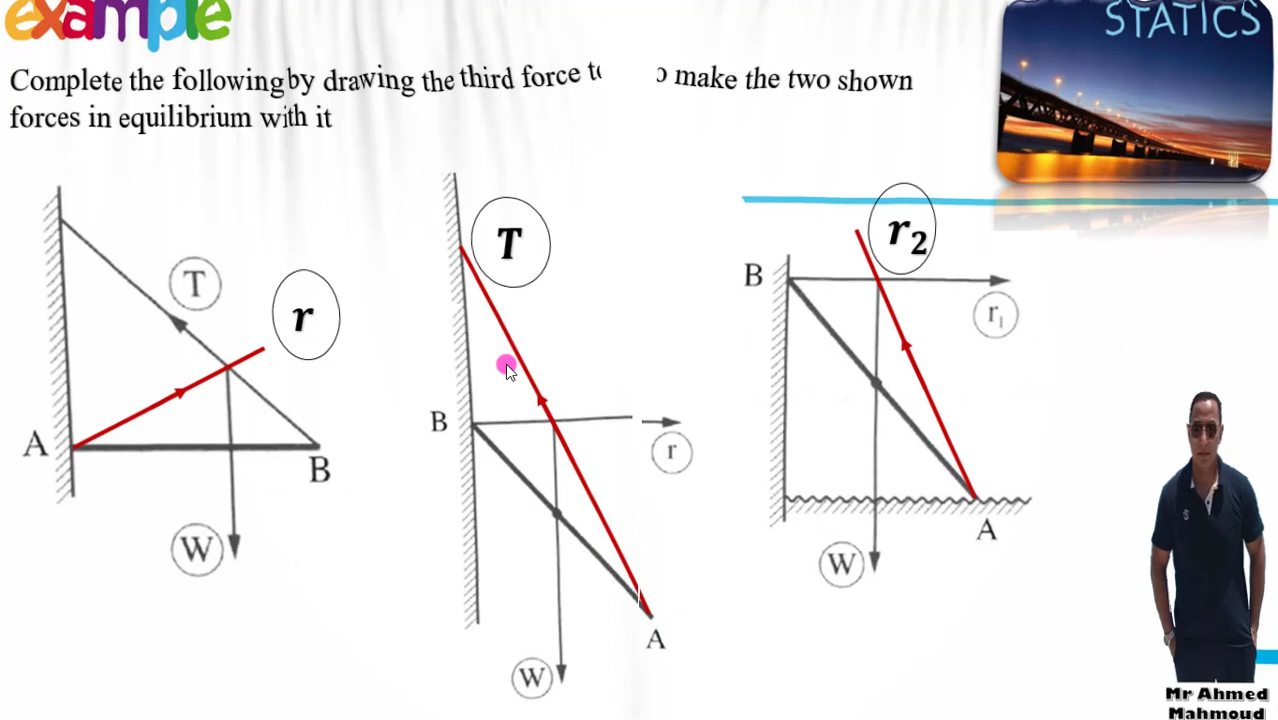 example
STATICS
Complete the following by drawing the third force to make the two shown
forces in equilibrium with it
T
r
A
B
W
T
B
r
A
W
r₂
B
r₁
A
W
Mr Ahmed
Mahmoud